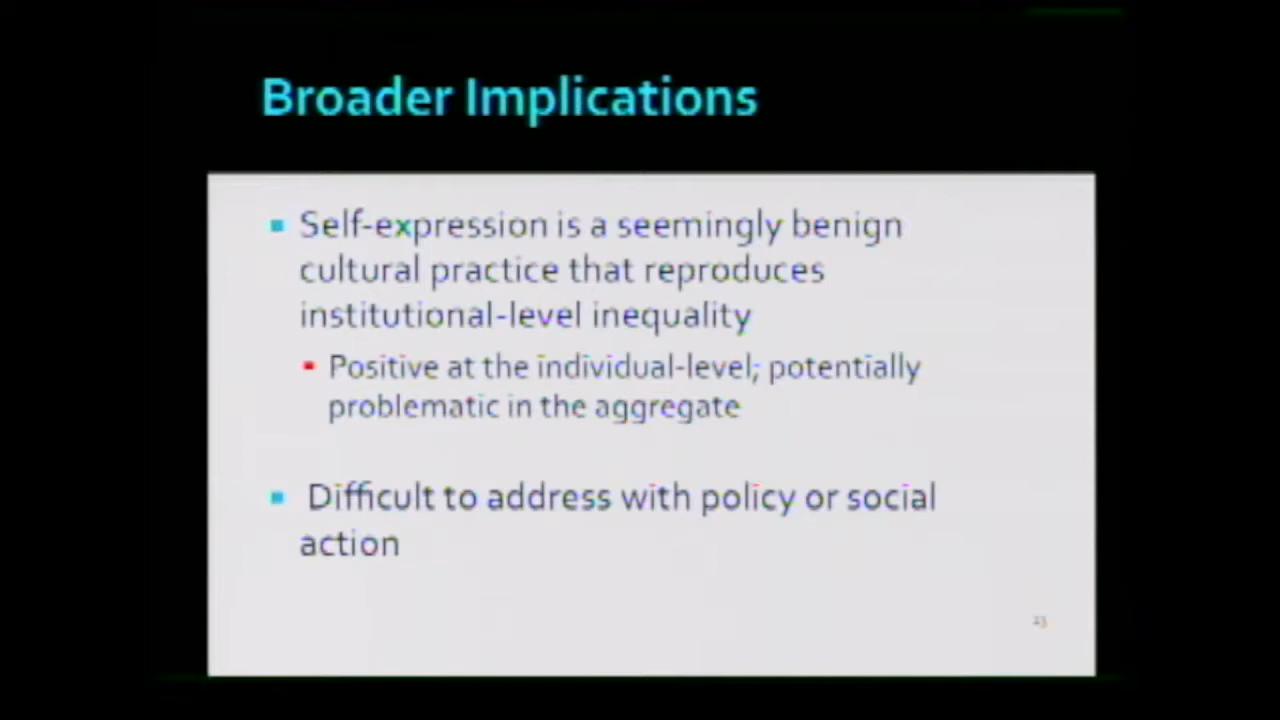 Broader Implications
Self-expression is a seemingly benign
cultural practice that reproduces
institutional-level inequality
Positive at the individual-level; potentially
problematic in the aggregate
Difficult to address with policy or social
action
23